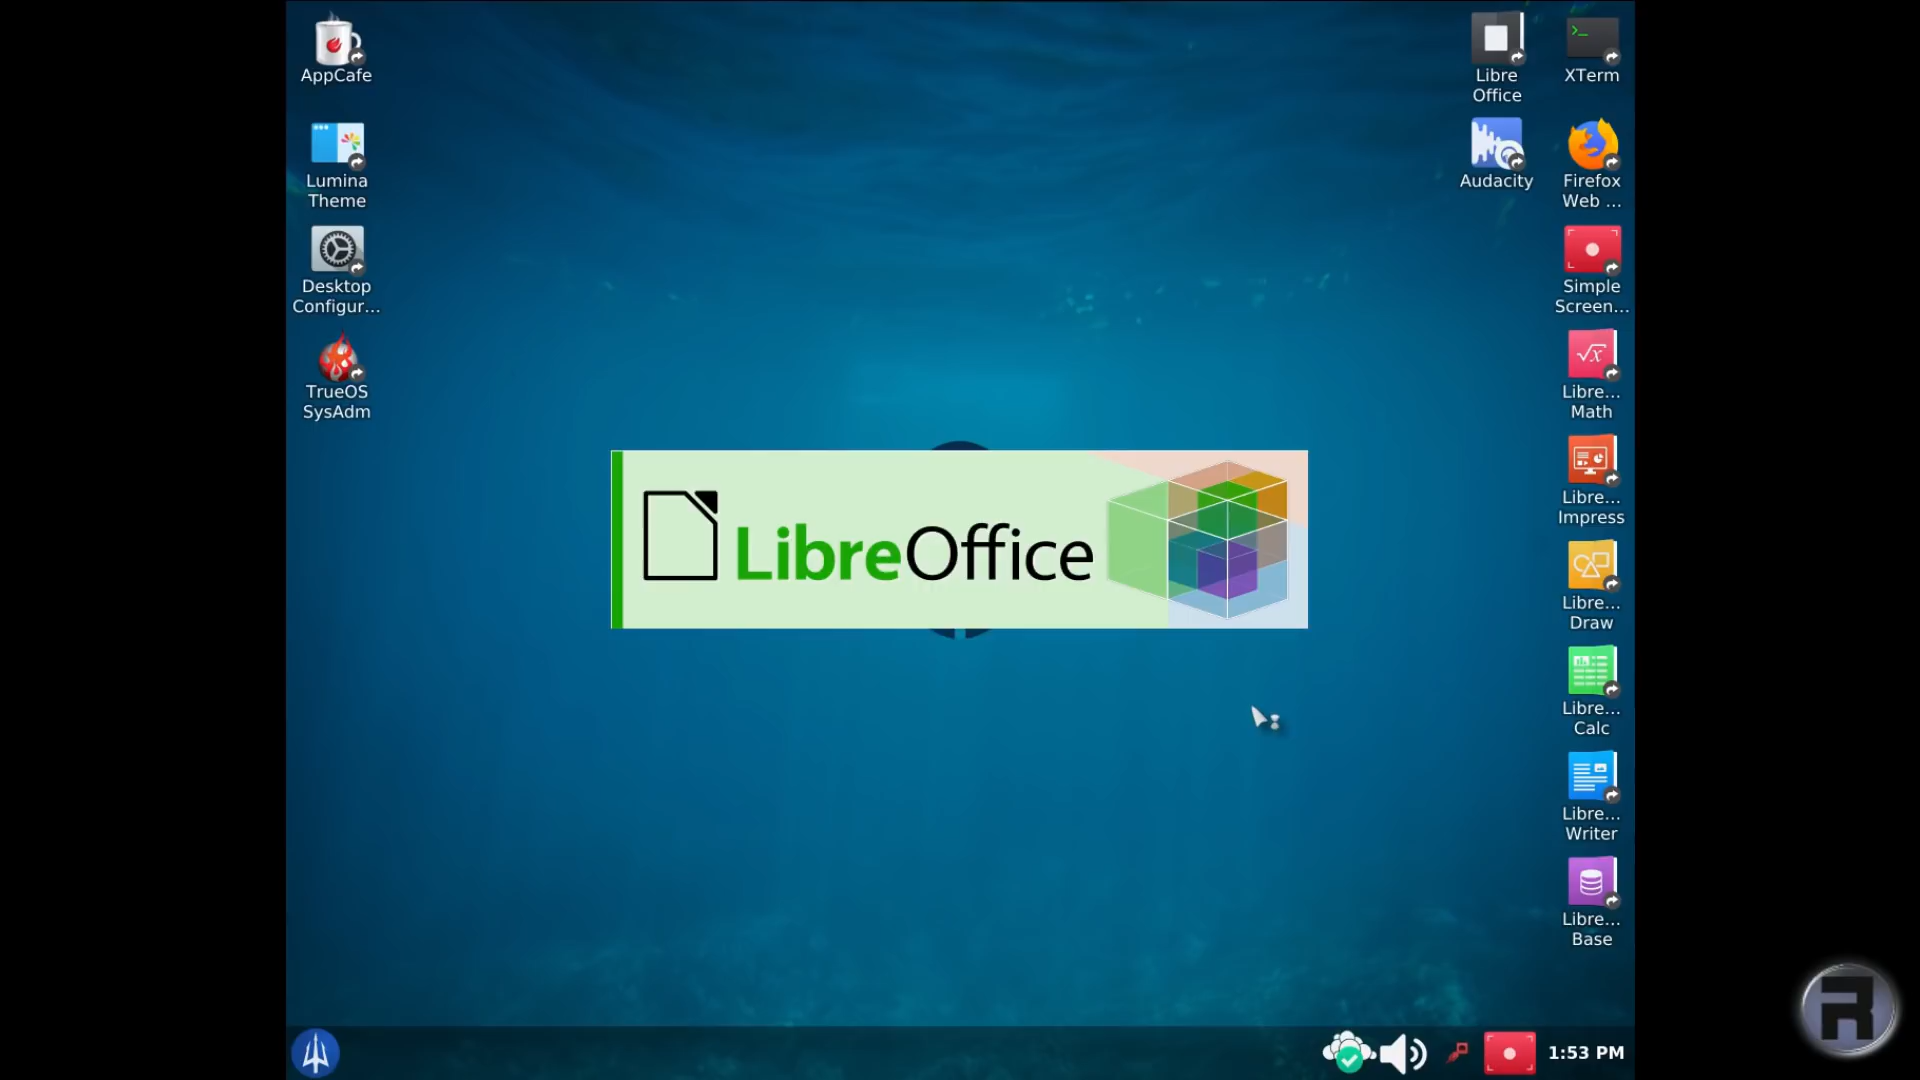 AppCafe
Lumina
Theme
Desktop
Configur...
TrueOS
SysAdm
LibreOffice
Libre
Office
Audacity
XTerm
>_
Firefox
Web ...
Simple
Screen...
√x
Libre...
Math
Libre...
Impress
Libre...
Draw
Libre...
Calc
Libre...
Writer
Libre...
Base
1:53 PM
R